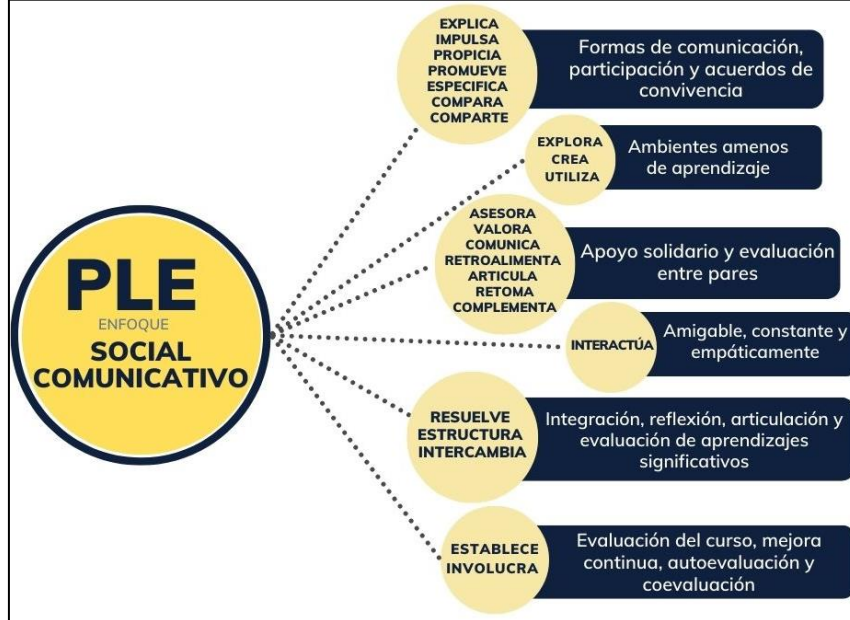 PLE
ENFOQUE
SOCIAL
COMUNICATIVO
EXPLICA
IMPULSA
PROPICIA
PROMUEVE
ESPECIFICA
COMPARA
COMPARTE
Formas de comunicación,
participación y acuerdos de
convivencia
EXPLORA
CREA
UTILIZA
Ambientes amenos
de aprendizaje
ASESORA
VALORA
COMUNICA
RETROALIMENTA
ARTICULA
RETOMA
COMPLEMENTA
Apoyo solidario y evaluación
entre pares
INTERACTÚA
Amigable, constante y
empáticamente
RESUELVE
ESTRUCTURA
INTERCAMBIA
Integración, reflexión, articulación y
evaluación de aprendizajes
significativos
ESTABLECE
INVOLUCRA
Evaluación del curso, mejora
continua, autoevaluación y
coevaluación